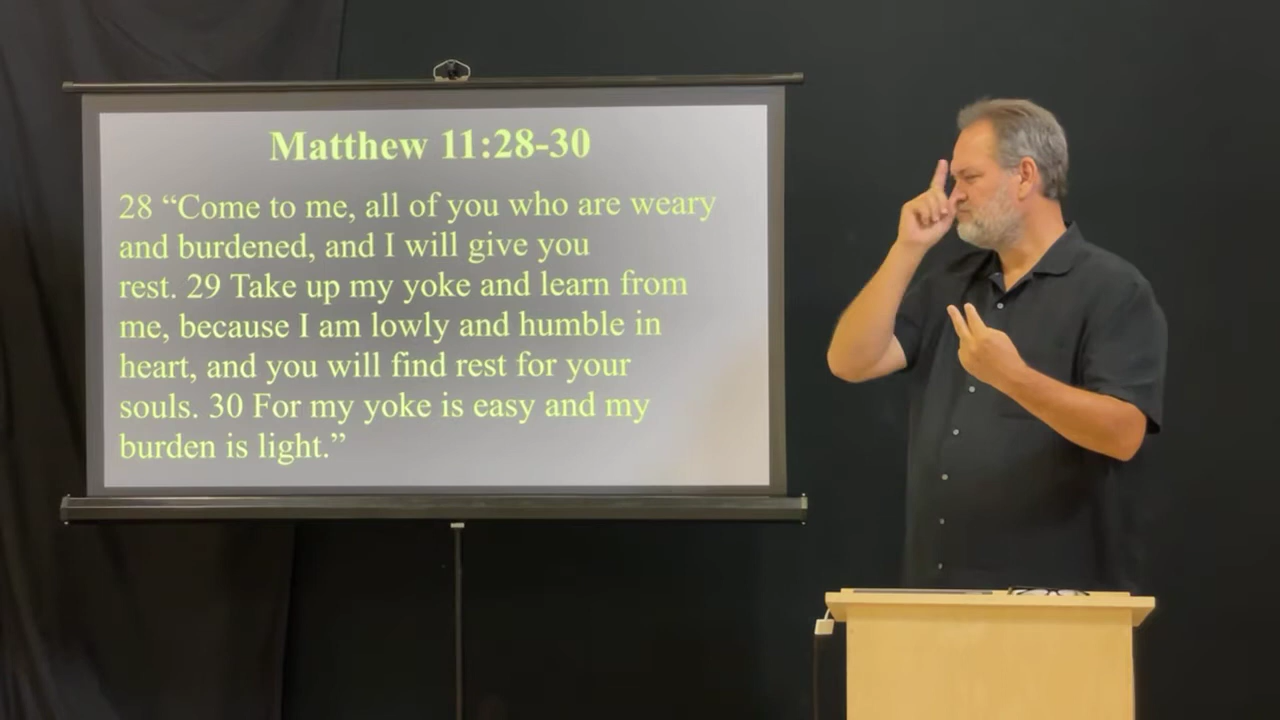 Matthew 11:28-30
28 “Come to me, all of you who are weary
and burdened, and I will give you
rest. 29 Take up my yoke and learn from
me, because I am lowly and humble in
heart, and you will find rest for your
souls. 30 For my yoke is easy and my
burden is light.”